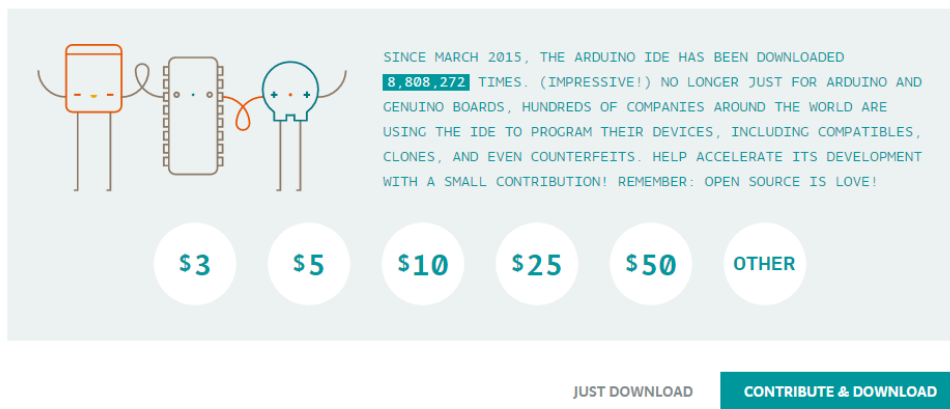 SINCE MARCH 2015, THE ARDUINO IDE HAS BEEN DOWNLOADED
8,808,272 TIMES. (IMPRESSIVE!) NO LONGER JUST FOR ARDUINO AND
GENUINO BOARDS, HUNDREDS OF COMPANIES AROUND THE WORLD ARE
USING THE IDE TO PROGRAM THEIR DEVICES, INCLUDING COMPATIBLES,
CLONES, AND EVEN COUNTERFEITS. HELP ACCELERATE ITS DEVELOPMENT
WITH A SMALL CONTRIBUTION! REMEMBER: OPEN SOURCE IS LOVE!
$3 $5 $10 $25 $50 OTHER
JUST DOWNLOAD CONTRIBUTE & DOWNLOAD